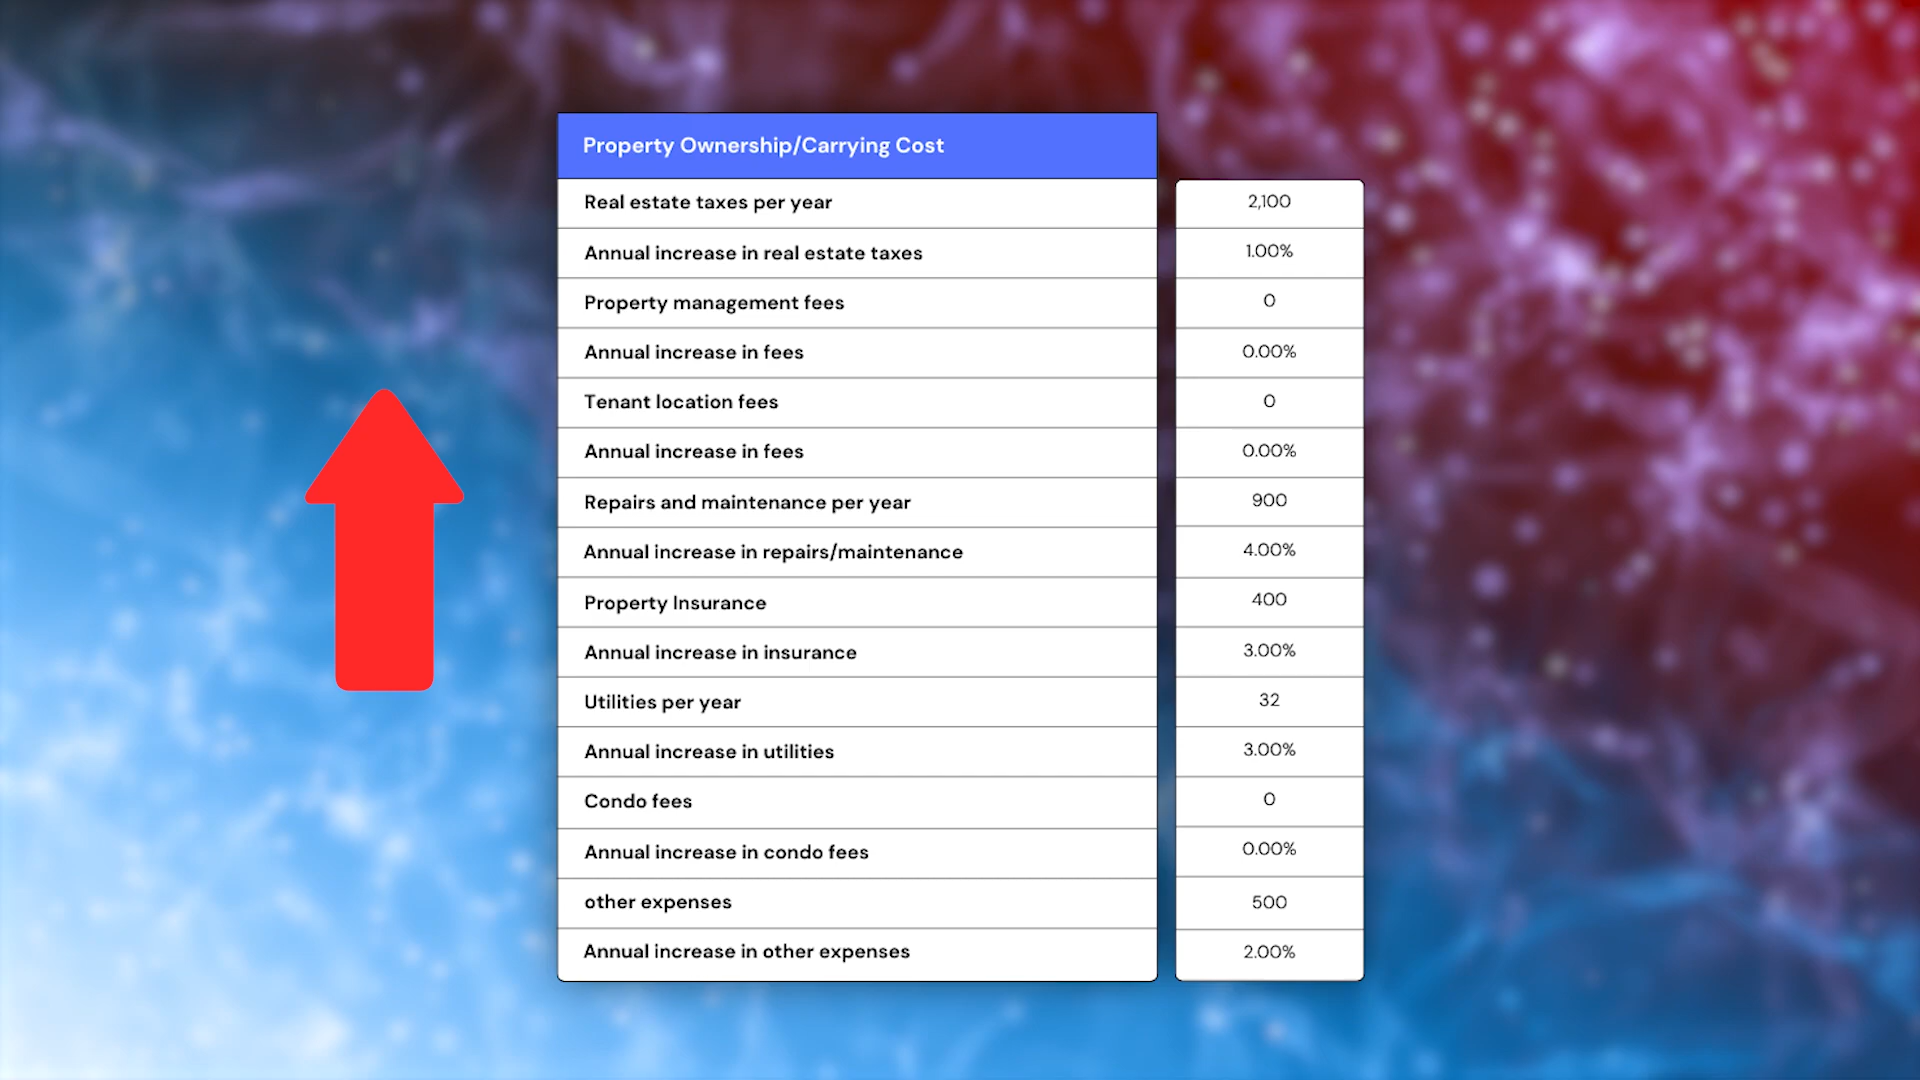 Property Ownership/Carrying Cost
Real estate taxes per year 2,100
Annual increase in real estate taxes 1.00%
Property management fees 0
Annual increase in fees 0.00%
Tenant location fees 0
Annual increase in fees 0.00%
Repairs and maintenance per year 900
Annual increase in repairs/maintenance 4.00%
Property Insurance 400
Annual increase in insurance 3.00%
Utilities per year 32
Annual increase in utilities 3.00%
Condo fees 0
Annual increase in condo fees 0.00%
other expenses 500
Annual increase in other expenses 2.00%